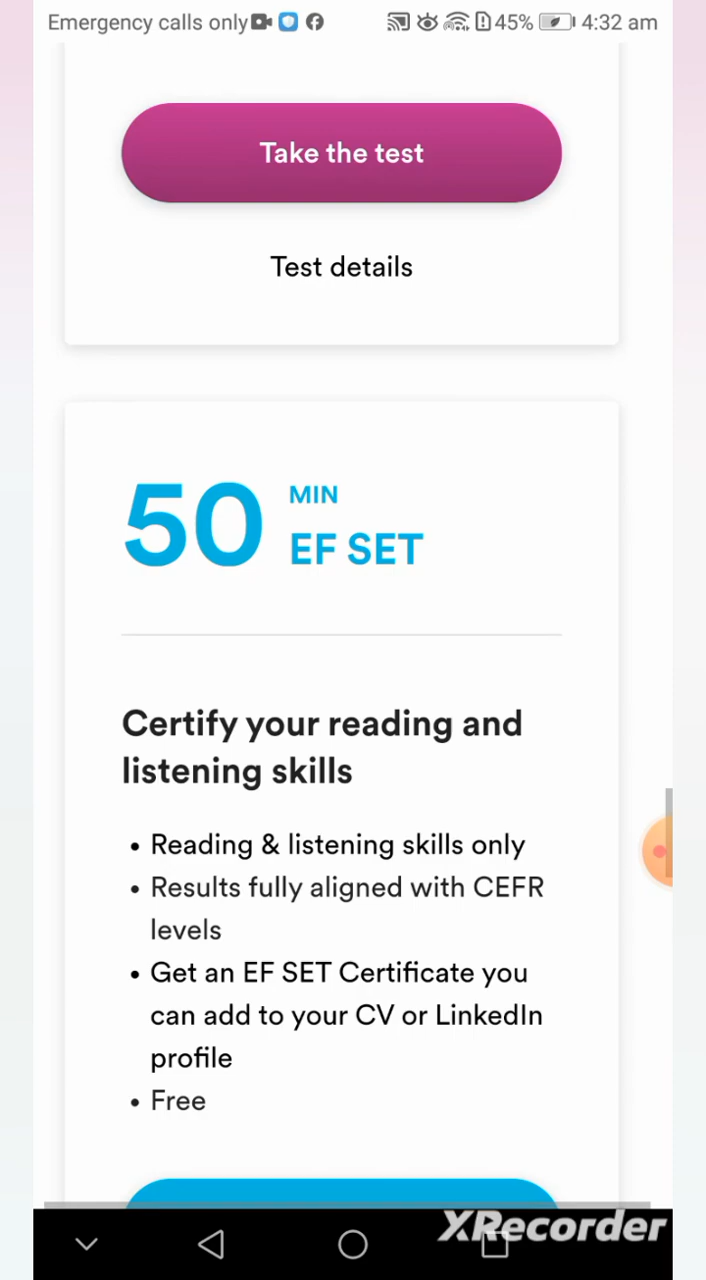 Emergency calls only 45% 4:32 am
Take the test
Test details
50 MIN
EF SET
Certify your reading and
listening skills
• Reading & listening skills only
• Results fully aligned with CEFR
levels
• Get an EF SET Certificate you
can add to your CV or LinkedIn
profile
• Free
XRecorder